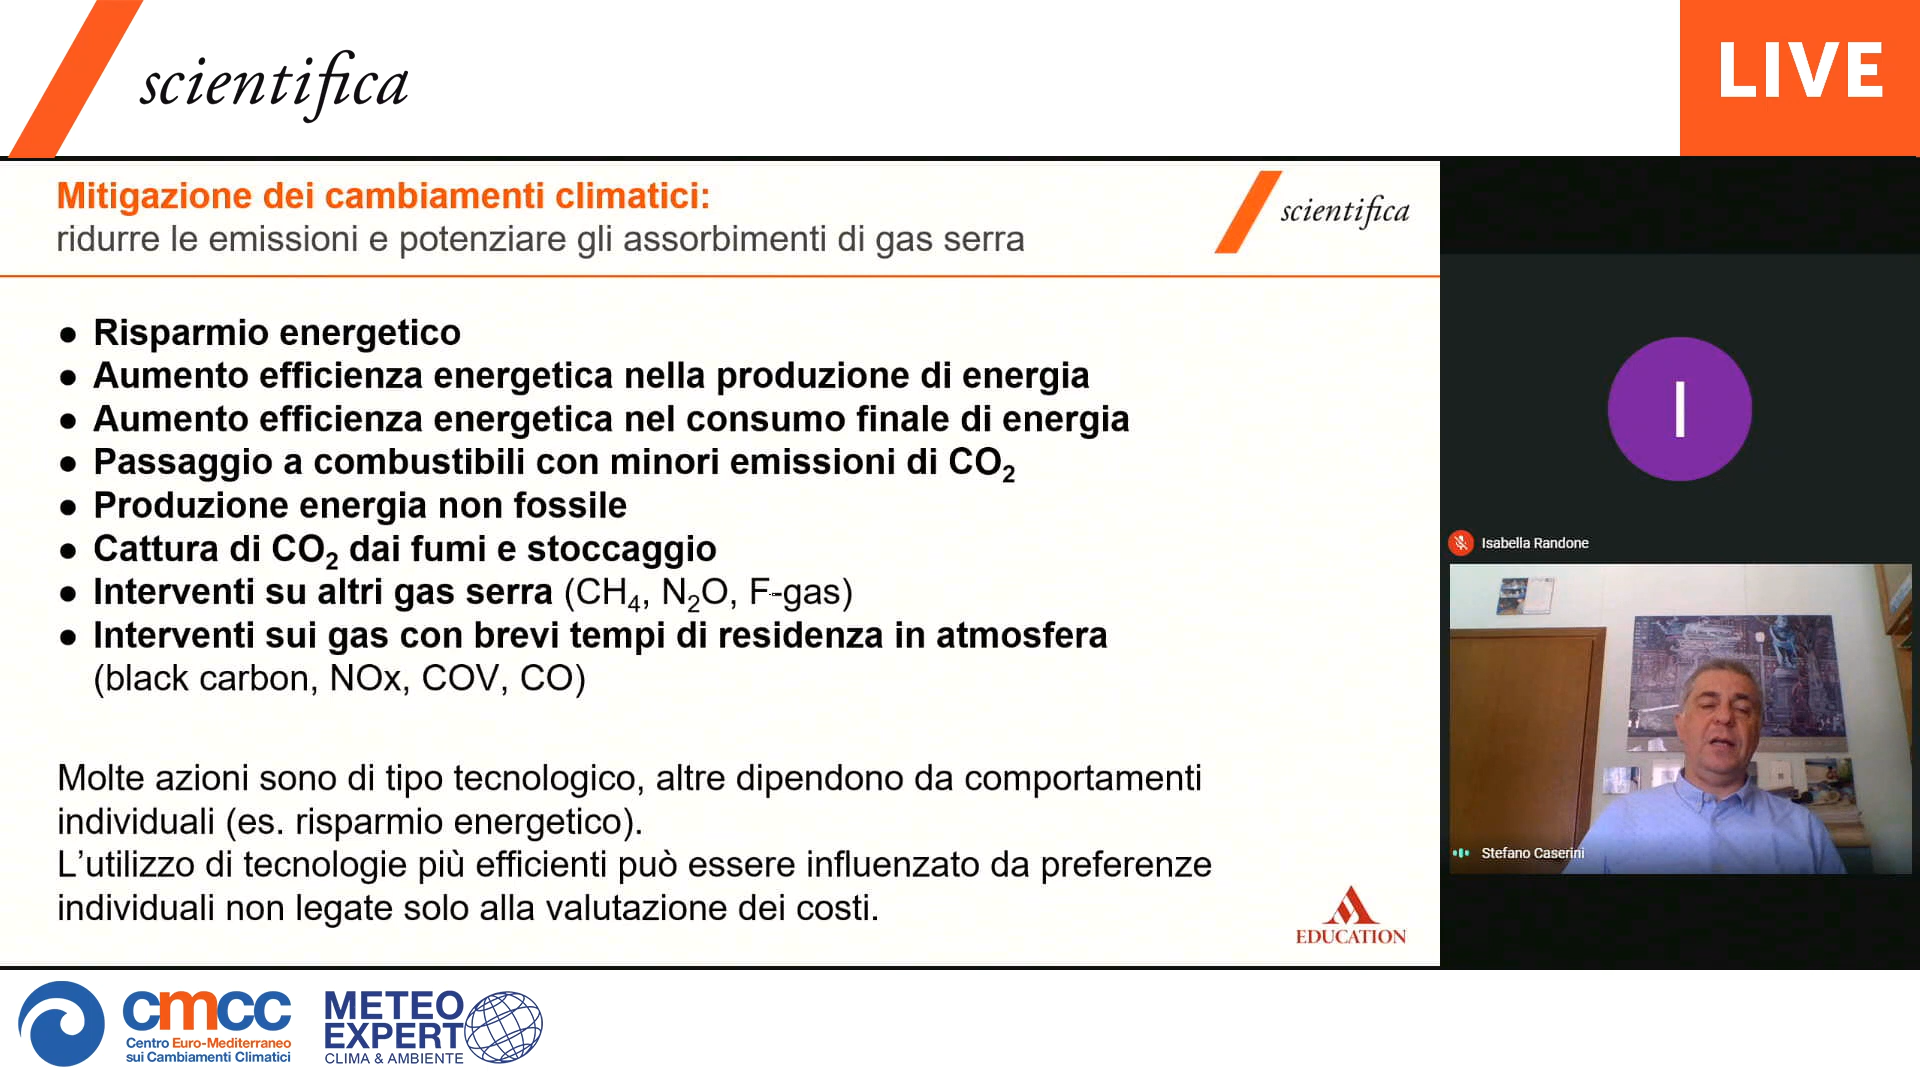 scientifica
LIVE
Mitigazione dei cambiamenti climatici:
ridurre le emissioni e potenziare gli assorbimenti di gas serra
scientifica
● Risparmio energetico
● Aumento efficienza energetica nella produzione di energia
● Aumento efficienza energetica nel consumo finale di energia
● Passaggio a combustibili con minori emissioni di CO₂
● Produzione energia non fossile
● Cattura di CO₂ dai fumi e stoccaggio
● Interventi su altri gas serra (CH₄, N₂O, F-gas)
● Interventi sui gas con brevi tempi di residenza in atmosfera
(black carbon, NOx, COV, CO)
Molte azioni sono di tipo tecnologico, altre dipendono da comportamenti
individuali (es. risparmio energetico).
L’utilizzo di tecnologie più efficienti può essere influenzato da preferenze
individuali non legate solo alla valutazione dei costi.
EDUCATION
I
Isabella Randone
Stefano Caserini
cmcc
Centro Euro-Mediterraneo
sui Cambiamenti Climatici
METEO
EXPERT
CLIMA & AMBIENTE